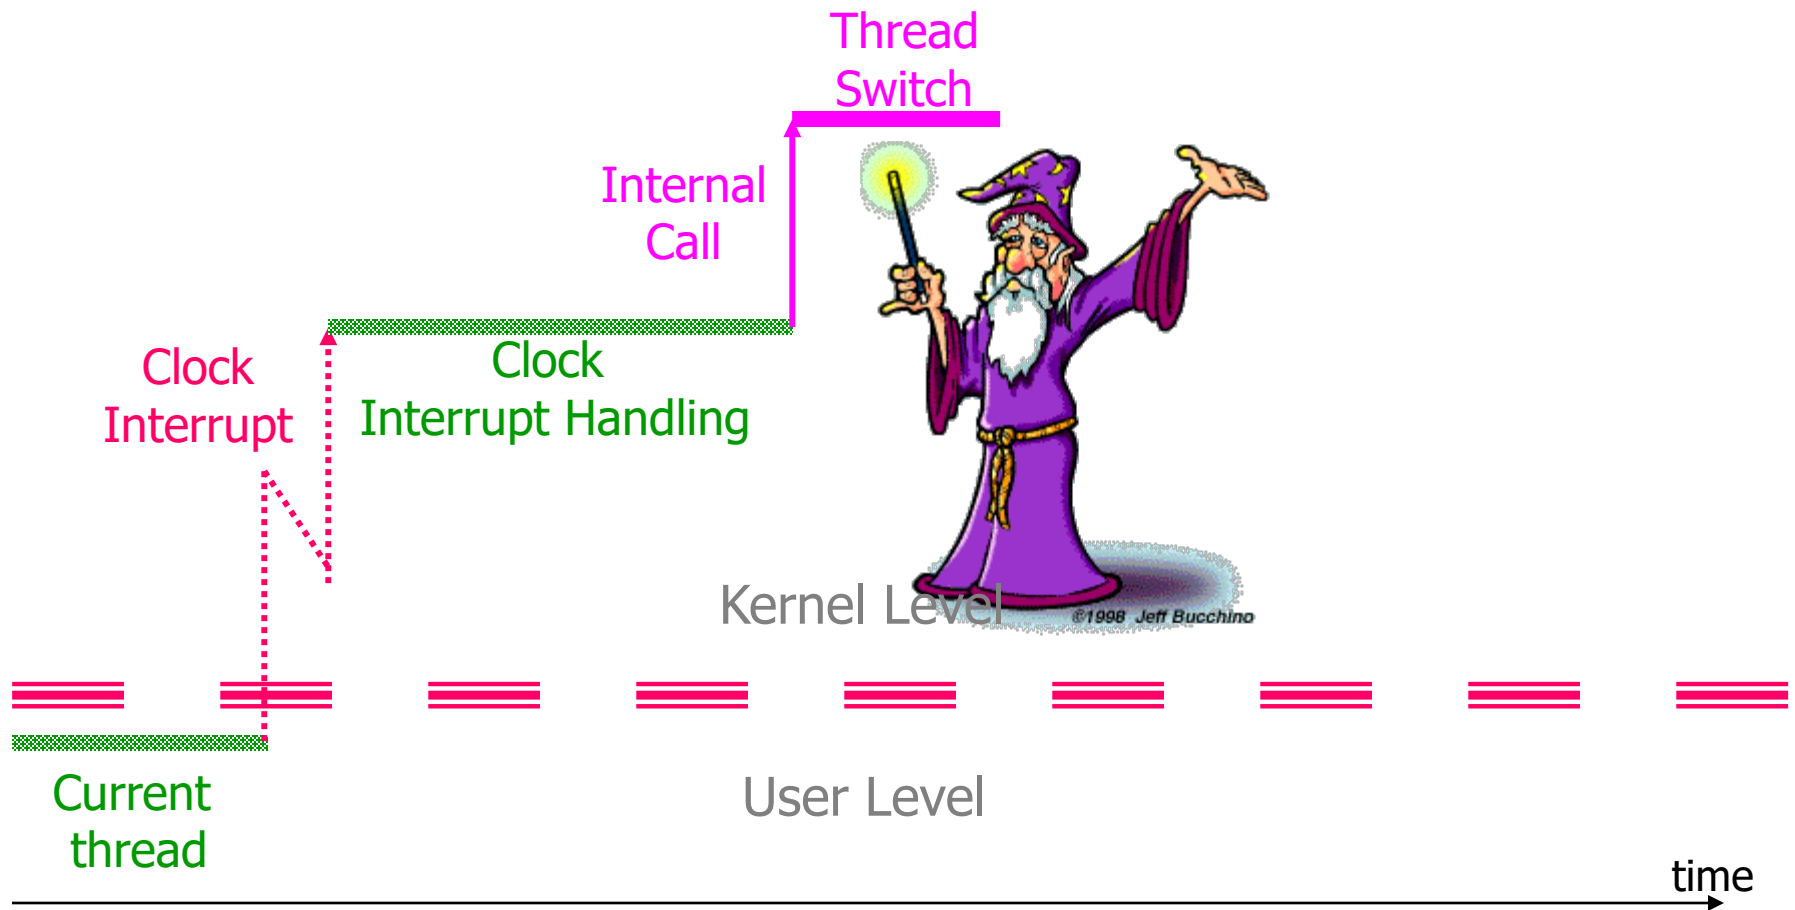 Thread
Switch
Internal
Call
Clock
Interrupt
Clock
Interrupt Handling
Kernel Level
©1998 Jeff Bucchino
Current
thread
User Level
time